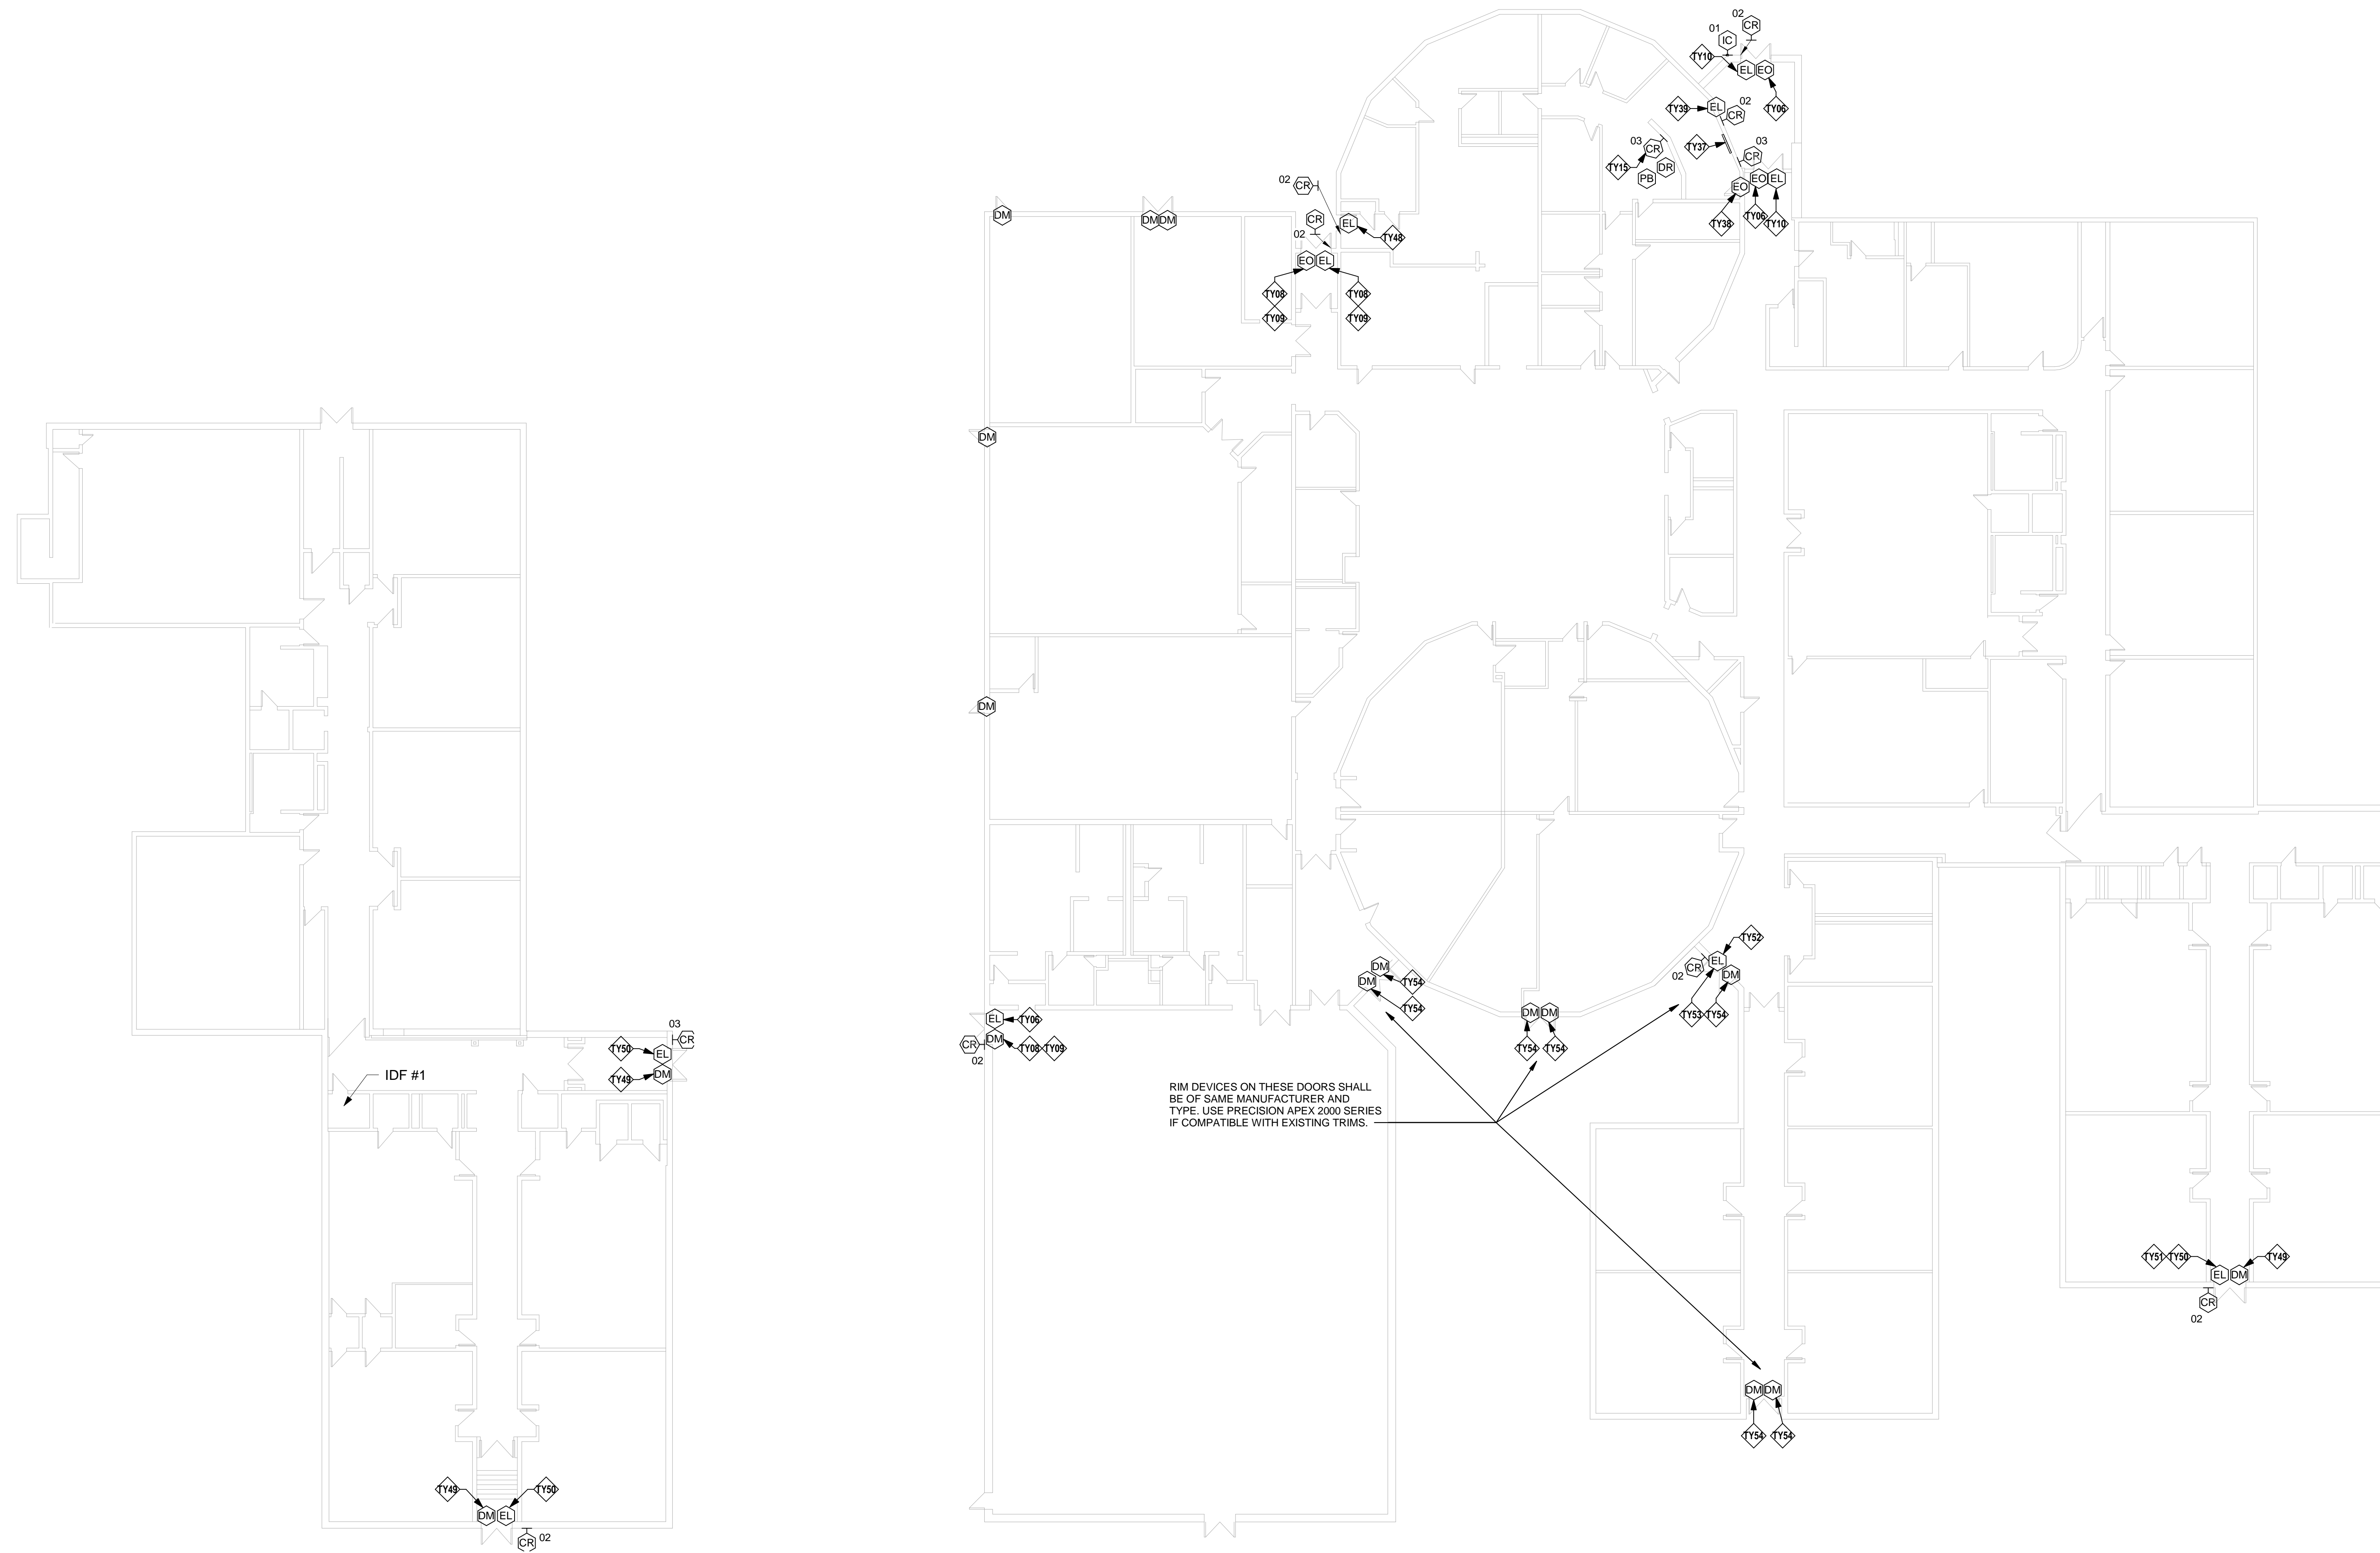 02
CR
01
IC
TY10
EL
EO
TY39
EL
02
CR
TY06
03
CR
TY37
03
CR
TY15
DR
PB
EO
EO
EL
TY38
TY06
TY10
02
CR
DM
DM
DM
CR
02
EL
TY48
EO
EL
TY08
TY08
TY09
TY09
DM
DM
TY52
EL
02
CR
DM
TY53
TY54
DM
DM
TY54
TY54
DM
DM
TY54
TY54
EL
TY06
DM
CR
02
TY08
TY09
03
CR
TY50
EL
TY49
DM
IDF #1
RIM DEVICES ON THESE DOORS SHALL
BE OF SAME MANUFACTURER AND
TYPE. USE PRECISION APEX 2000 SERIES
IF COMPATIBLE WITH EXISTING TRIMS.
TY51
TY50
TY49
EL
DM
CR
02
DM
DM
TY54
TY54
TY49
TY50
DM
EL
CR
02